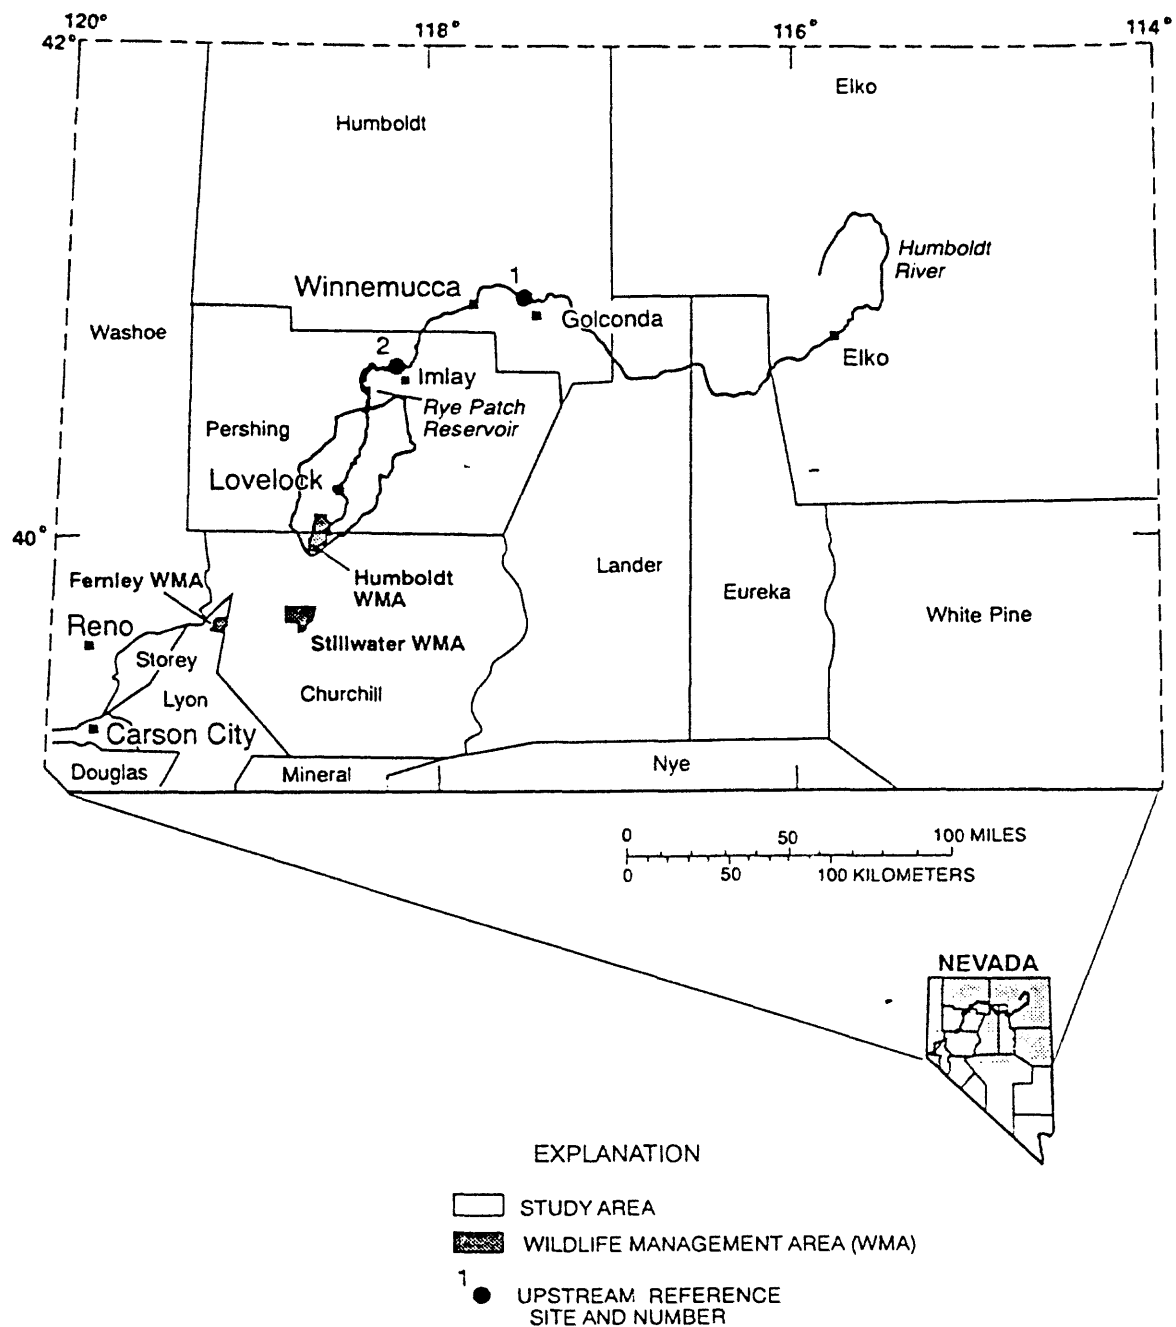 120°
118°
116°
114°
42°
Elko
Humboldt
Humboldt
River
1
Winnemucca
Golconda
Washoe
2
Elko
Imlay
Rye Patch
Reservoir
Pershing
Lovelock
40°
Lander
Fernley WMA
Humboldt
WMA
Eureka
Reno
White Pine
Stillwater WMA
Storey
Lyon
Churchill
Carson City
Douglas
Mineral
Nye
0 50 100 MILES
0 50 100 KILOMETERS
NEVADA
EXPLANATION
STUDY AREA
WILDLIFE MANAGEMENT AREA (WMA)
1
UPSTREAM REFERENCE
SITE AND NUMBER